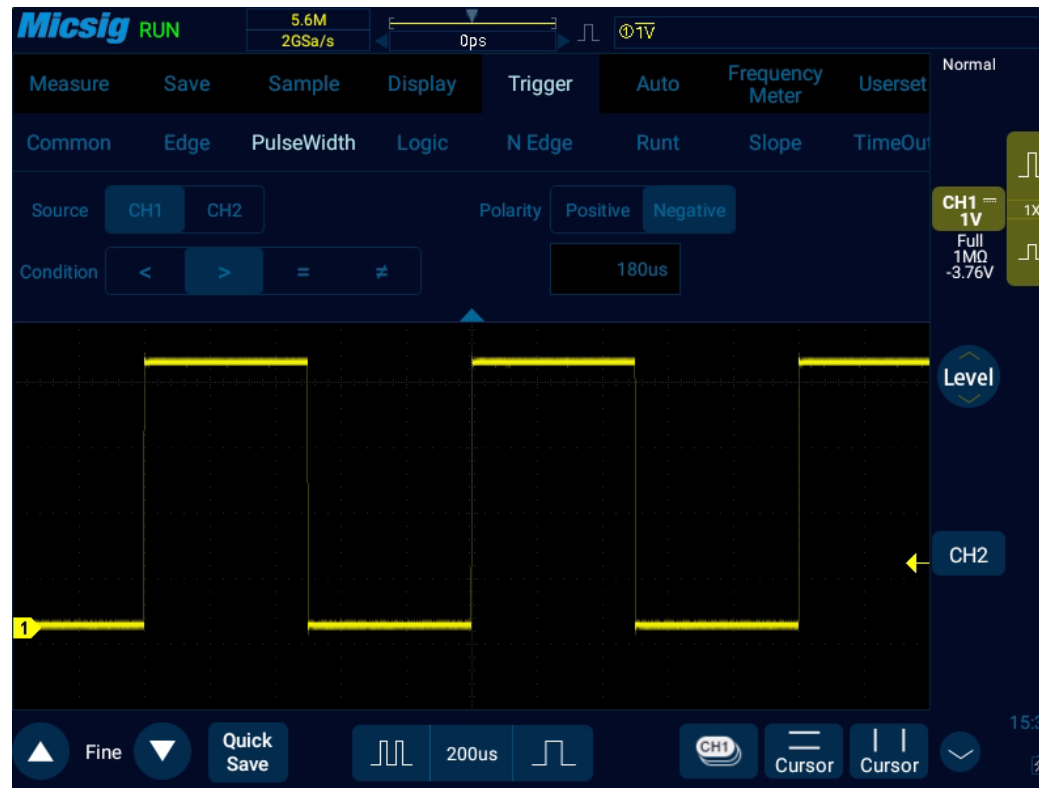 Micsig RUN 5.6M 2GSa/s 0ps ①1V
Measure Save Sample Display Trigger Auto Frequency Meter Userset Normal
Common Edge PulseWidth Logic N Edge Runt Slope TimeOut
Source CH1 CH2 Polarity Positive Negative
CH1 1V 1X
Full
1MΩ
-3.76V
Condition < > = ≠ 180us
Level
CH2
1
Fine Quick Save 200us CH1 Cursor Cursor